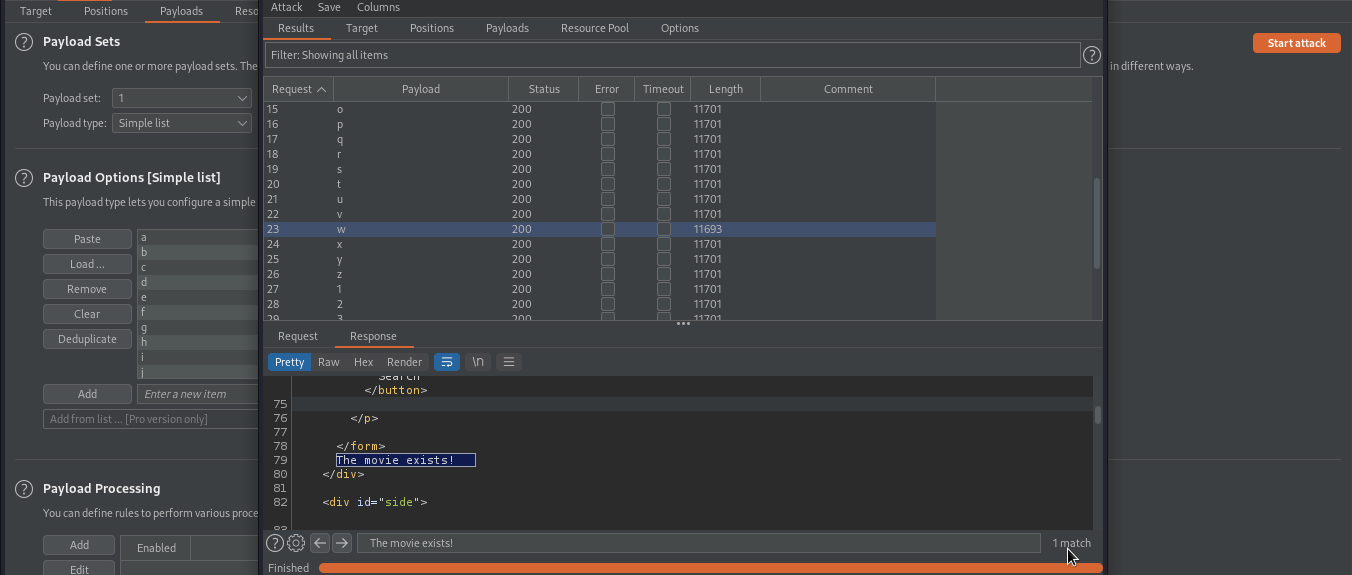 Target Positions Payloads Reso
Payload Sets
You can define one or more payload sets. The
Payload set: 1
Payload type: Simple list
Payload Options [Simple list]
This payload type lets you configure a simple
Paste
Load ...
Remove
Clear
Deduplicate
a
b
c
d
e
f
g
h
i
j
Add Enter a new item
Add from list ... [Pro version only]
Payload Processing
You can define rules to perform various proce
Add Enabled
Edit
Attack Save Columns
Results Target Positions Payloads Resource Pool Options
Filter: Showing all items
Request Payload Status Error Timeout Length Comment
15 o 200 11701
16 p 200 11701
17 q 200 11701
18 r 200 11701
19 s 200 11701
20 t 200 11701
21 u 200 11701
22 v 200 11701
23 w 200 11693
24 x 200 11701
25 y 200 11701
26 z 200 11701
27 1 200 11701
28 2 200 11701
29 3 200 11701
Request Response
Pretty Raw Hex Render \n
Search
</button>
75
76 </p>
77
78 </form>
79 The movie exists!
80 </div>
81
82 <div id="side">
83
The movie exists! 1 match
Finished
Start attack
in different ways.